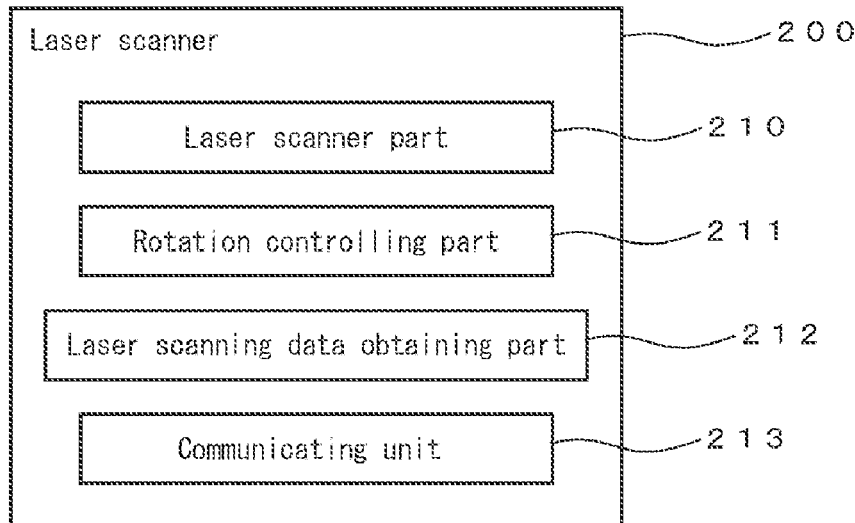 Laser scanner
２００
Laser scanner part
２１０
Rotation controlling part
２１１
Laser scanning data obtaining part
２１２
Communicating unit
２１３